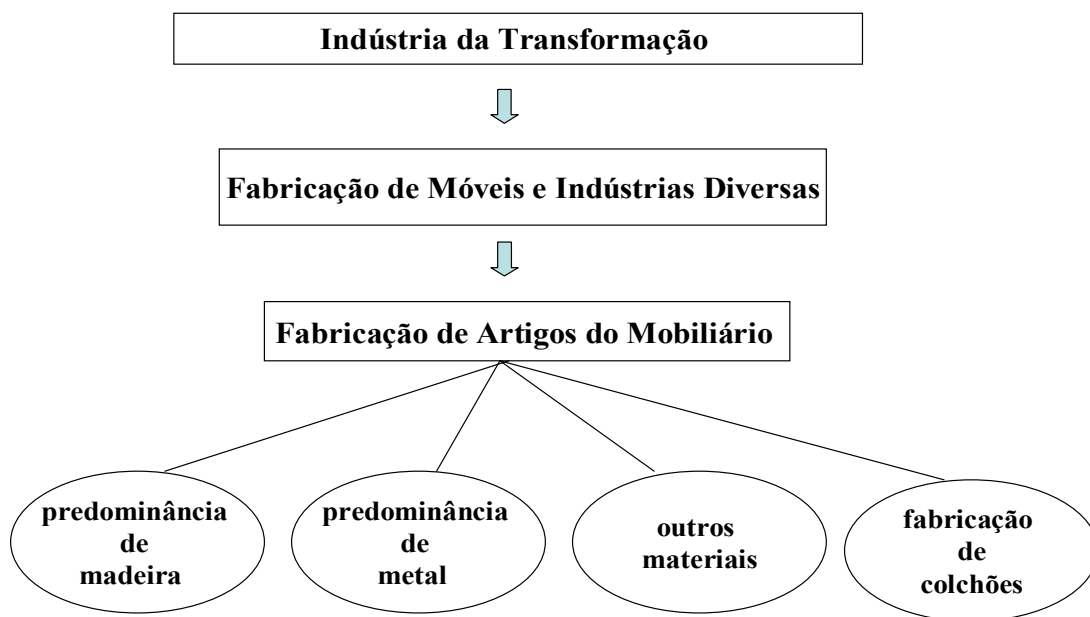 Indústria da Transformação
Fabricação de Móveis e Indústrias Diversas
Fabricação de Artigos do Mobiliário
predominância
de
madeira
predominância
de
metal
outros
materiais
fabricação
de
colchões